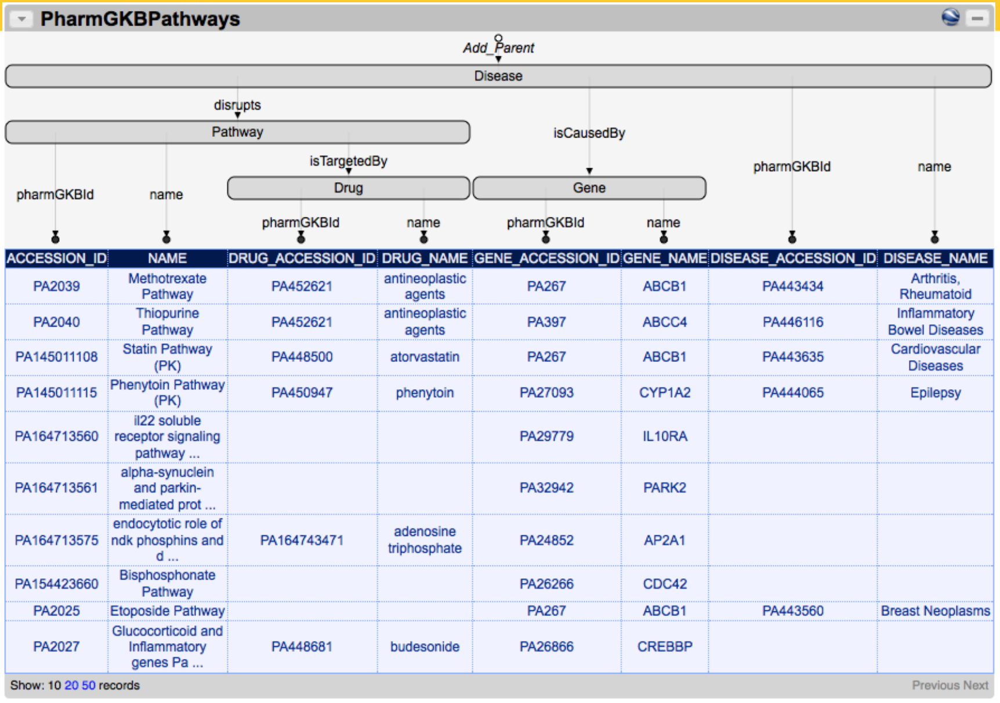 PharmGKBPathways
Add_Parent
Disease
disrupts
Pathway
isCausedBy
isTargetedBy
pharmGKBId
name
Drug
Gene
pharmGKBId
name
pharmGKBId
name
pharmGKBId
name
ACCESSION_ID NAME DRUG_ACCESSION_ID DRUG_NAME GENE_ACCESSION_ID GENE_NAME DISEASE_ACCESSION_ID DISEASE_NAME
PA2039
Methotrexate
Pathway
PA452621
antineoplastic
agents
PA267
ABCB1
PA443434
Arthritis,
Rheumatoid
PA2040
Thiopurine
Pathway
PA452621
antineoplastic
agents
PA397
ABCC4
PA446116
Inflammatory
Bowel Diseases
PA145011108
Statin Pathway
(PK)
PA448500
atorvastatin
PA267
ABCB1
PA443635
Cardiovascular
Diseases
PA145011115
Phenytoin Pathway
(PK)
PA450947
phenytoin
PA27093
CYP1A2
PA444065
Epilepsy
PA164713560
il22 soluble
receptor signaling
pathway ...
PA29779
IL10RA
PA164713561
alpha-synuclein
and parkin-
mediated prot ...
PA32942
PARK2
PA164713575
endocytotic role of
ndk phosphins and
d ...
PA164743471
adenosine
triphosphate
PA24852
AP2A1
PA154423660
Bisphosphonate
Pathway
PA26266
CDC42
PA2025
Etoposide Pathway
PA267
ABCB1
PA443560
Breast Neoplasms
PA2027
Glucocorticoid and
Inflammatory
genes Pa ...
PA448681
budesonide
PA26866
CREBBP
Show: 10 20 50 records
Previous Next